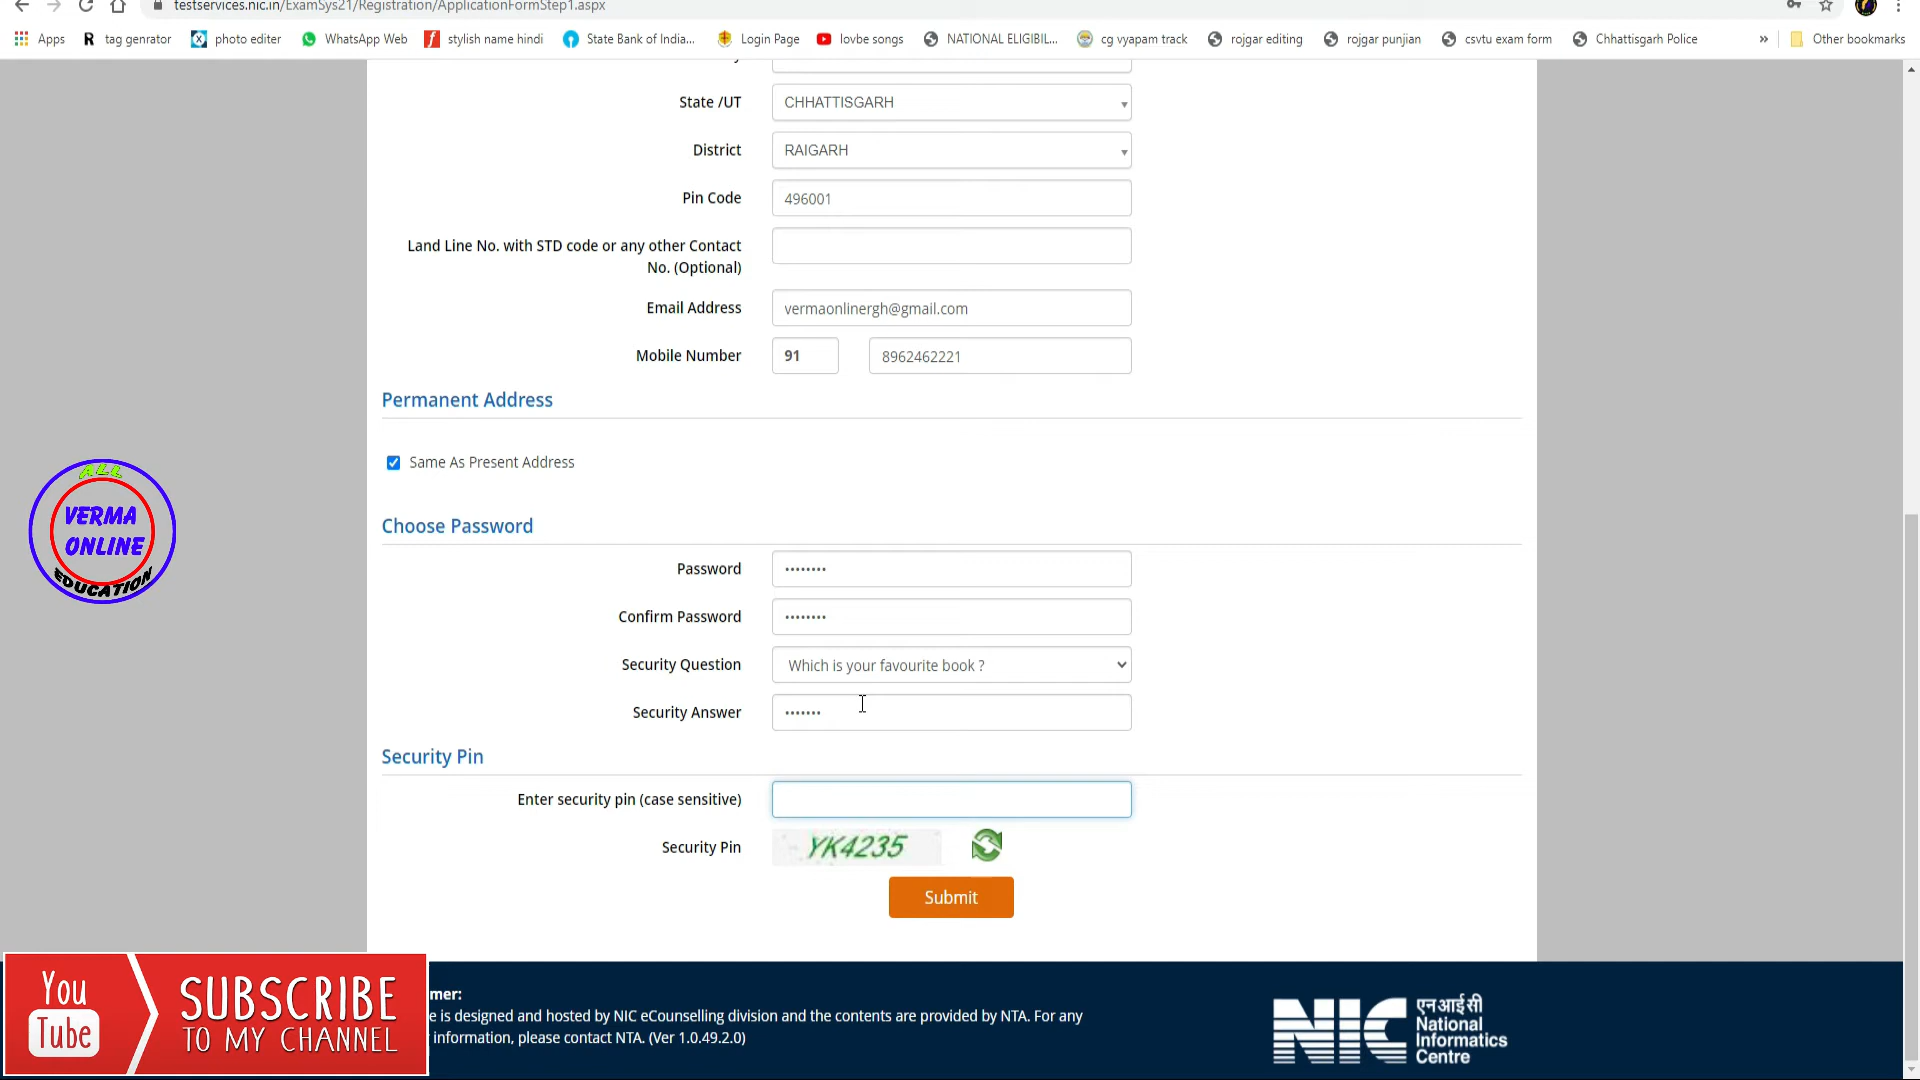 testservices.nic.in/ExamSys21/Registration/ApplicationFormStep1.aspx
Apps
tag genrator
photo editer
WhatsApp Web
stylish name hindi
State Bank of India...
Login Page
lovbe songs
NATIONAL ELIGIBIL...
cg vyapam track
rojgar editing
rojgar punjian
csvtu exam form
Chhattisgarh Police
»
Other bookmarks
State /UT
CHHATTISGARH
District
RAIGARH
Pin Code
496001
Land Line No. with STD code or any other Contact
No. (Optional)
Email Address
vermaonlinergh@gmail.com
Mobile Number
91
8962462221
Permanent Address
Same As Present Address
ALL
VERMA
ONLINE
EDUCATION
Choose Password
Password
••••••••
Confirm Password
••••••••
Security Question
Which is your favourite book ?
Security Answer
•••••••
Security Pin
Enter security pin (case sensitive)
Security Pin
YK4235
Submit
You
Tube
SUBSCRIBE
TO MY CHANNEL
mer:
e is designed and hosted by NIC eCounselling division and the contents are provided by NTA. For any
information, please contact NTA. (Ver 1.0.49.2.0)
NIC
एनआईसी
National
Informatics
Centre